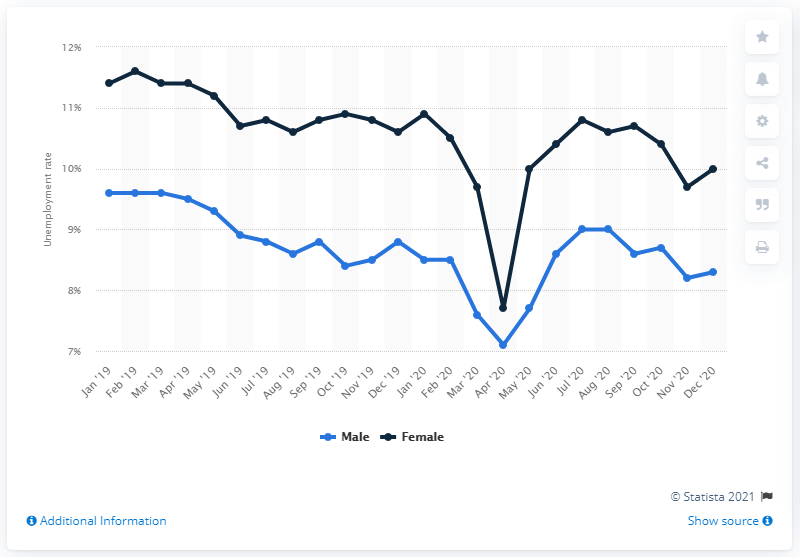 12%
11%
10%
9%
8%
7%
Unemployment rate
Jan '19 Feb '19 Mar '19 Apr '19 May '19 Jun '19 Jul '19 Aug '19 Sep '19 Oct '19 Nov '19 Dec '19 Jan '20 Feb '20 Mar '20 Apr '20 May '20 Jun '20 Jul '20 Aug '20 Sep '20 Oct '20 Nov '20 Dec '20
Male Female
© Statista 2021
Additional Information Show source